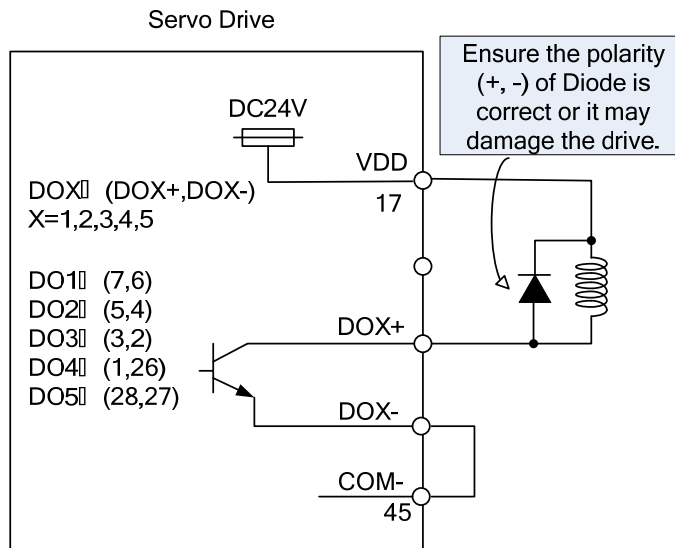 Servo Drive
Ensure the polarity
(+, -) of Diode is
correct or it may
damage the drive.
DC24V
VDD
17
DOX▯ (DOX+,DOX-)
X=1,2,3,4,5
DO1▯ (7,6)
DO2▯ (5,4)
DO3▯ (3,2)
DO4▯ (1,26)
DO5▯ (28,27)
DOX+
DOX-
COM-
45